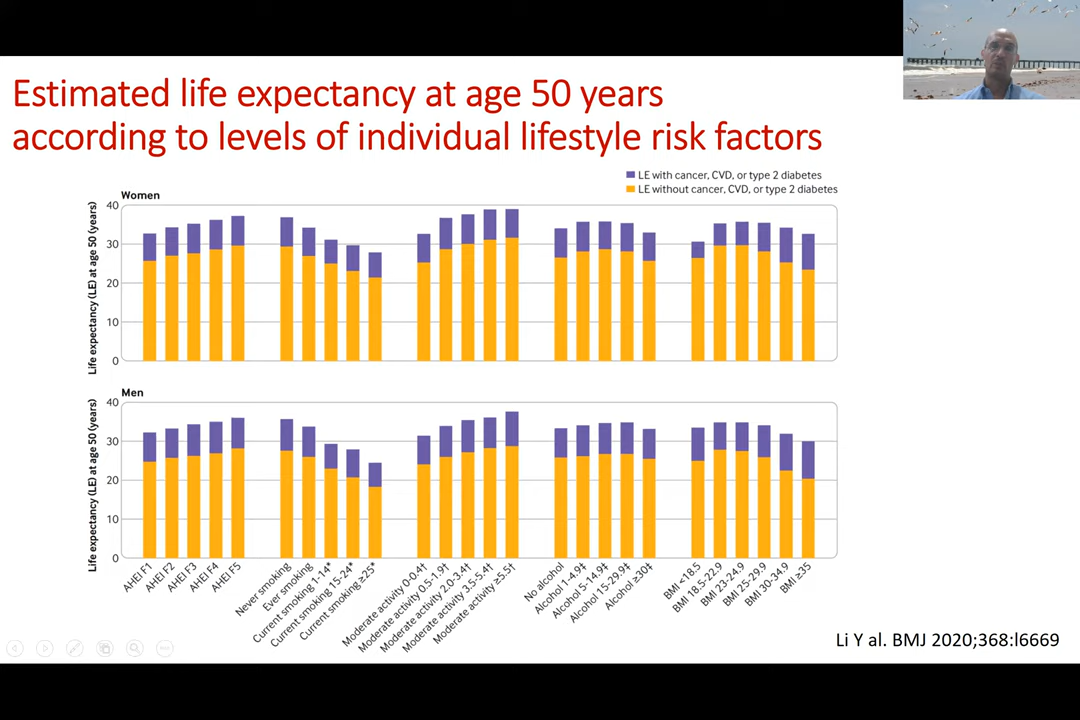 Estimated life expectancy at age 50 years
according to levels of individual lifestyle risk factors
LE with cancer, CVD, or type 2 diabetes
LE without cancer, CVD, or type 2 diabetes
Women
Life expectancy (LE) at age 50 (years)
40
30
20
10
0
Men
Life expectancy (LE) at age 50 (years)
40
30
20
10
0
AHEI F1
AHEI F2
AHEI F3
AHEI F4
AHEI F5
Never smoking
Ever smoking
Current smoking 1-14*
Current smoking 15-24*
Current smoking ≥25*
Moderate activity 0-0.4†
Moderate activity 0.5-1.9†
Moderate activity 2.0-3.4†
Moderate activity 3.5-5.4†
Moderate activity ≥5.5†
No alcohol
Alcohol 1-4.9‡
Alcohol 5-14.9‡
Alcohol 15-29.9‡
Alcohol ≥30‡
BMI <18.5
BMI 18.5-22.9
BMI 23-24.9
BMI 25-29.9
BMI 30-34.9
BMI ≥35
Li Y al. BMJ 2020;368:l6669